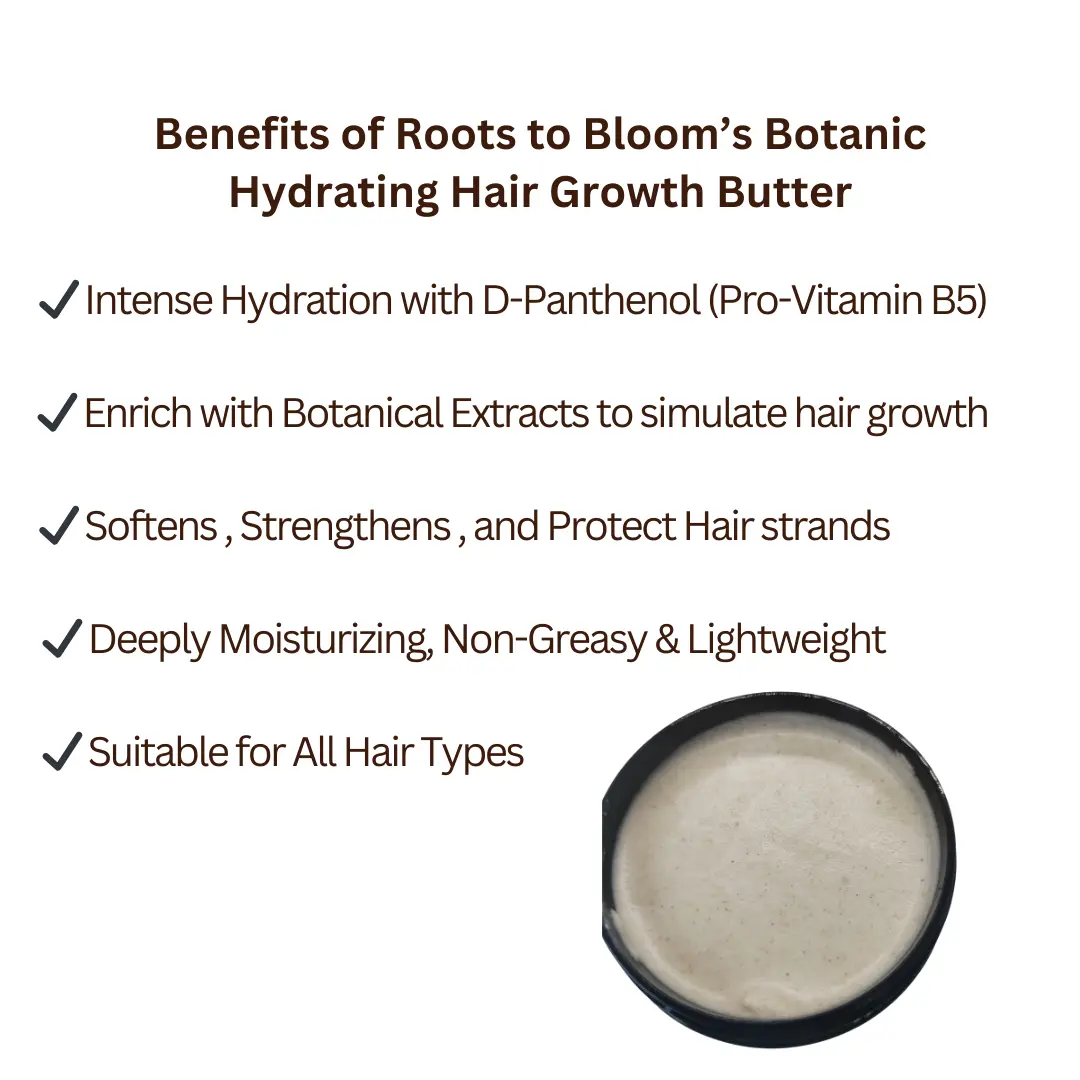 Benefits of Roots to Bloom’s Botanic
Hydrating Hair Growth Butter
✔Intense Hydration with D-Panthenol (Pro-Vitamin B5)
✔Enrich with Botanical Extracts to simulate hair growth
✔Softens , Strengthens , and Protect Hair strands
✔Deeply Moisturizing, Non-Greasy & Lightweight
✔Suitable for All Hair Types